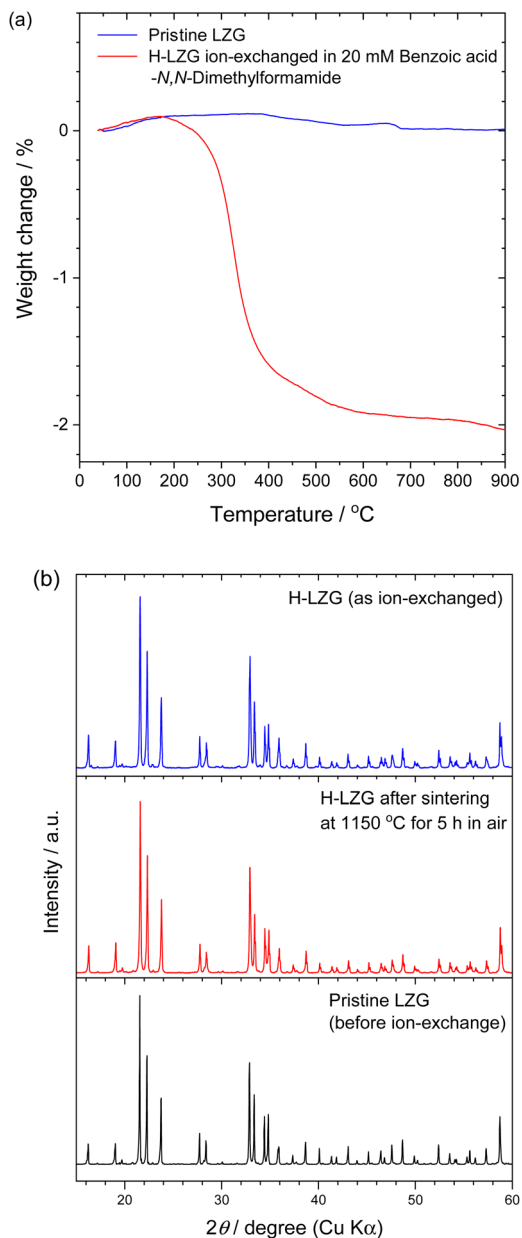 (a)
Pristine LZG
H-LZG ion-exchanged in 20 mM Benzoic acid
-N,N-Dimethylformamide
Weight change / %
0
-1
-2
0 100 200 300 400 500 600 700 800 900
Temperature / °C
(b)
H-LZG (as ion-exchanged)
H-LZG after sintering
at 1150 °C for 5 h in air
Intensity / a.u.
Pristine LZG
(before ion-exchange)
20 30 40 50 60
2θ / degree (Cu Kα)